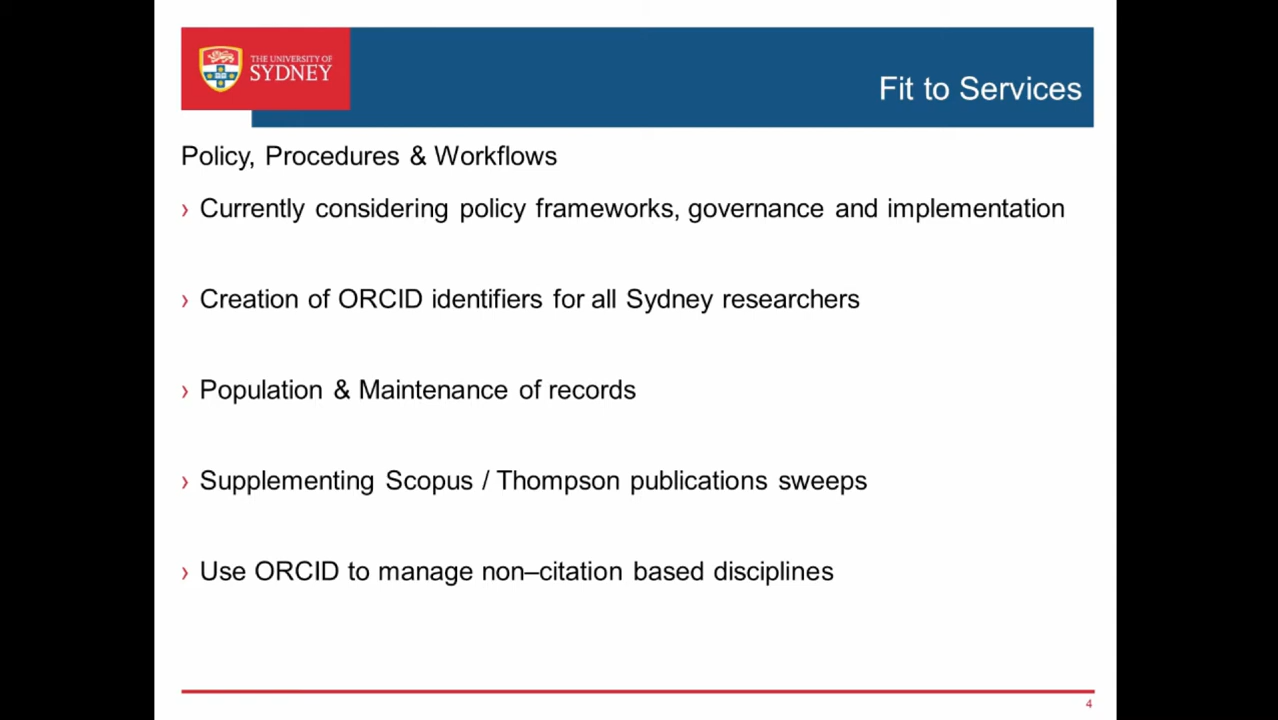 THE UNIVERSITY OF
SYDNEY
Fit to Services
Policy, Procedures & Workflows
› Currently considering policy frameworks, governance and implementation
› Creation of ORCID identifiers for all Sydney researchers
› Population & Maintenance of records
› Supplementing Scopus / Thompson publications sweeps
› Use ORCID to manage non–citation based disciplines
4